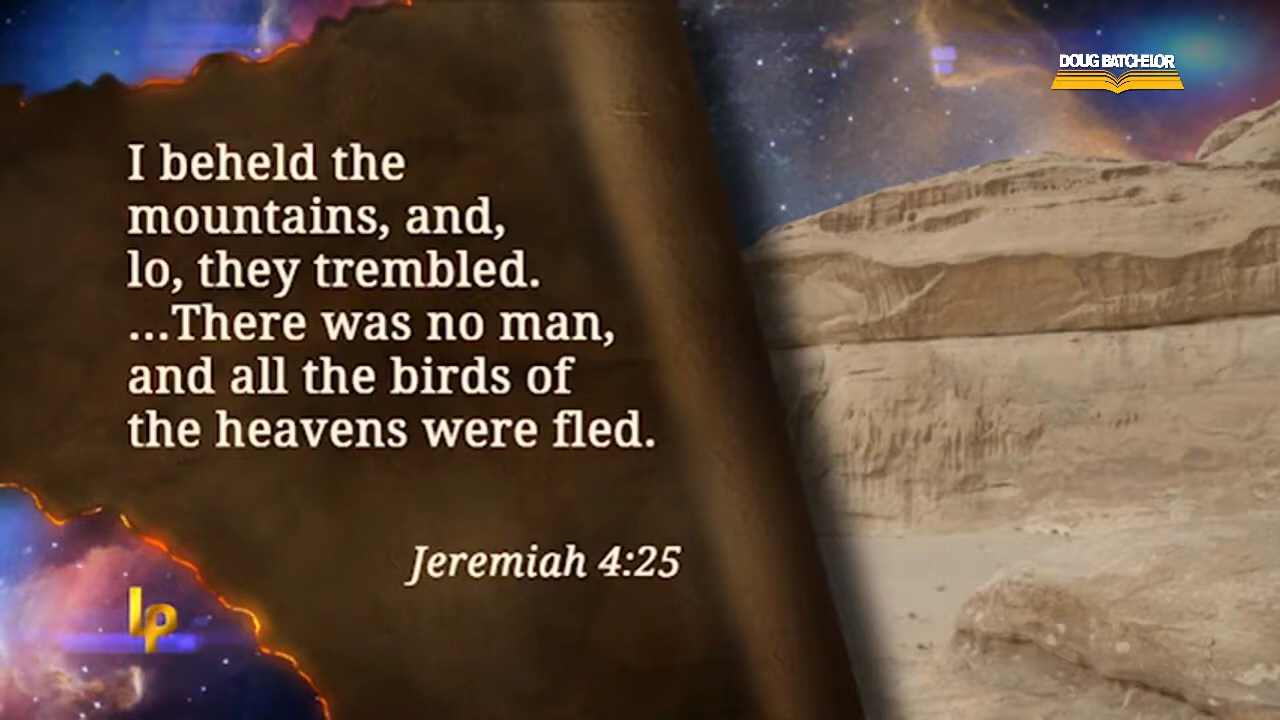 DOUG BATCHELOR
I beheld the
mountains, and,
lo, they trembled.
...There was no man,
and all the birds of
the heavens were fled.
Jeremiah 4:25
lp